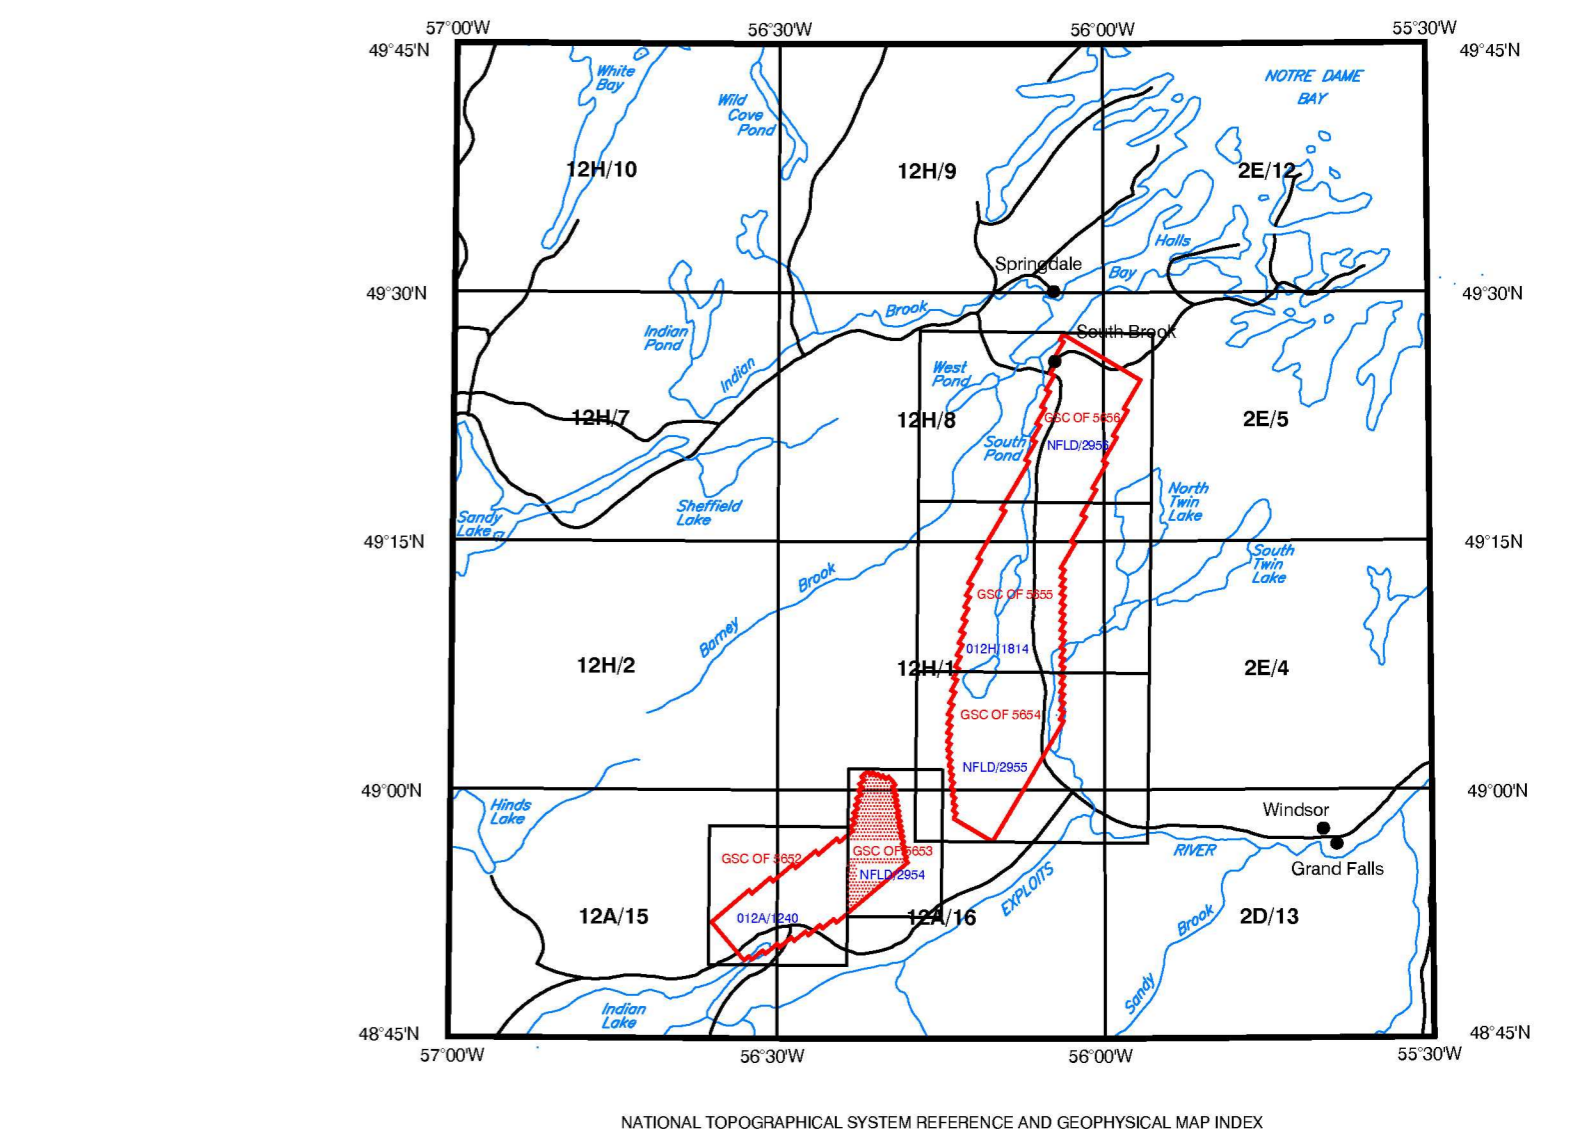 57°00'W
56°30'W
56°00'W
55°30'W
49°45'N
49°45'N
White
Bay
Wild
Cove
Pond
NOTRE DAME
BAY
12H/10
12H/9
2E/12
Halls
Bay
Springdale
49°30'N
49°30'N
Brook
Indian
Pond
Indian
South Brook
West
Pond
12H/7
12H/8
GSC OF 5656
2E/5
South
Pond
NFLD/2956
North
Twin
Lake
Sheffield
Lake
Sandy
Lake
49°15'N
49°15'N
South
Twin
Lake
Brook
Barney
GSC OF 5655
012H/1814
12H/2
12H/1
2E/4
GSC OF 5654
NFLD/2955
49°00'N
49°00'N
Hinds
Lake
Windsor
RIVER
Grand Falls
GSC OF 5652
GSC OF 5653
NFLD/2954
EXPLOITS
12A/15
012A/1240
12A/16
Brook
2D/13
Sandy
Indian
Lake
48°45'N
48°45'N
57°00'W
56°30'W
56°00'W
55°30'W
NATIONAL TOPOGRAPHICAL SYSTEM REFERENCE AND GEOPHYSICAL MAP INDEX